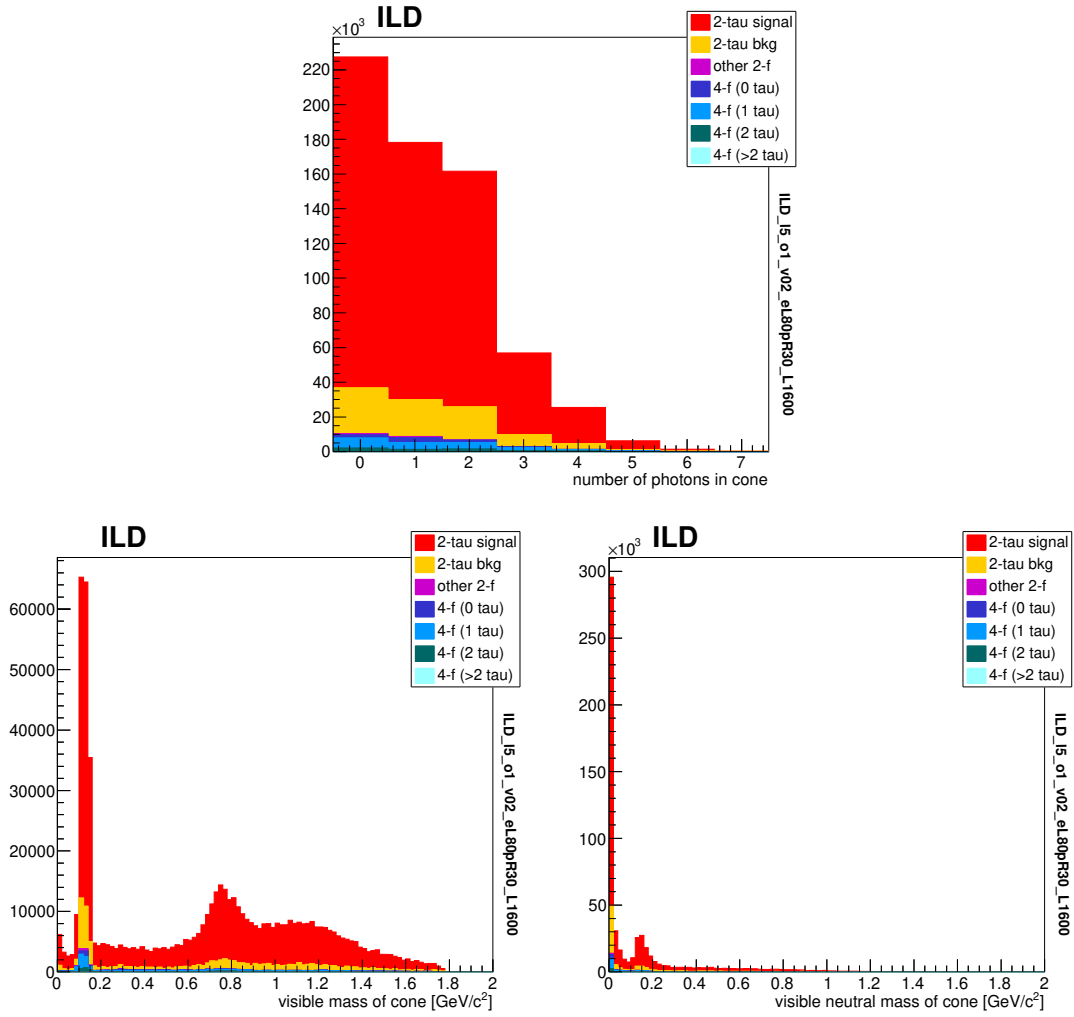 ILD
×10³
2-tau signal
2-tau bkg
other 2-f
4-f (0 tau)
4-f (1 tau)
4-f (2 tau)
4-f (>2 tau)
220
200
180
160
140
120
100
80
60
40
20
0
0 1 2 3 4 5 6 7
number of photons in cone
ILD_l5_o1_v02_eL80pR30_L1600
ILD
2-tau signal
2-tau bkg
other 2-f
4-f (0 tau)
4-f (1 tau)
4-f (2 tau)
4-f (>2 tau)
60000
50000
40000
30000
20000
10000
0
0 0.2 0.4 0.6 0.8 1 1.2 1.4 1.6 1.8 2
visible mass of cone [GeV/c²]
ILD_l5_o1_v02_eL80pR30_L1600
ILD
×10³
2-tau signal
2-tau bkg
other 2-f
4-f (0 tau)
4-f (1 tau)
4-f (2 tau)
4-f (>2 tau)
300
250
200
150
100
50
0
0 0.2 0.4 0.6 0.8 1 1.2 1.4 1.6 1.8 2
visible neutral mass of cone [GeV/c²]
ILD_l5_o1_v02_eL80pR30_L1600